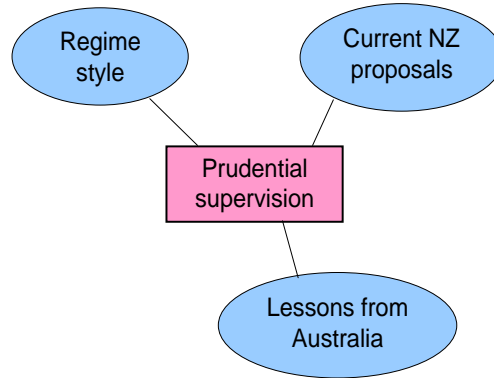 Regime
style
Current NZ
proposals
Prudential
supervision
Lessons from
Australia